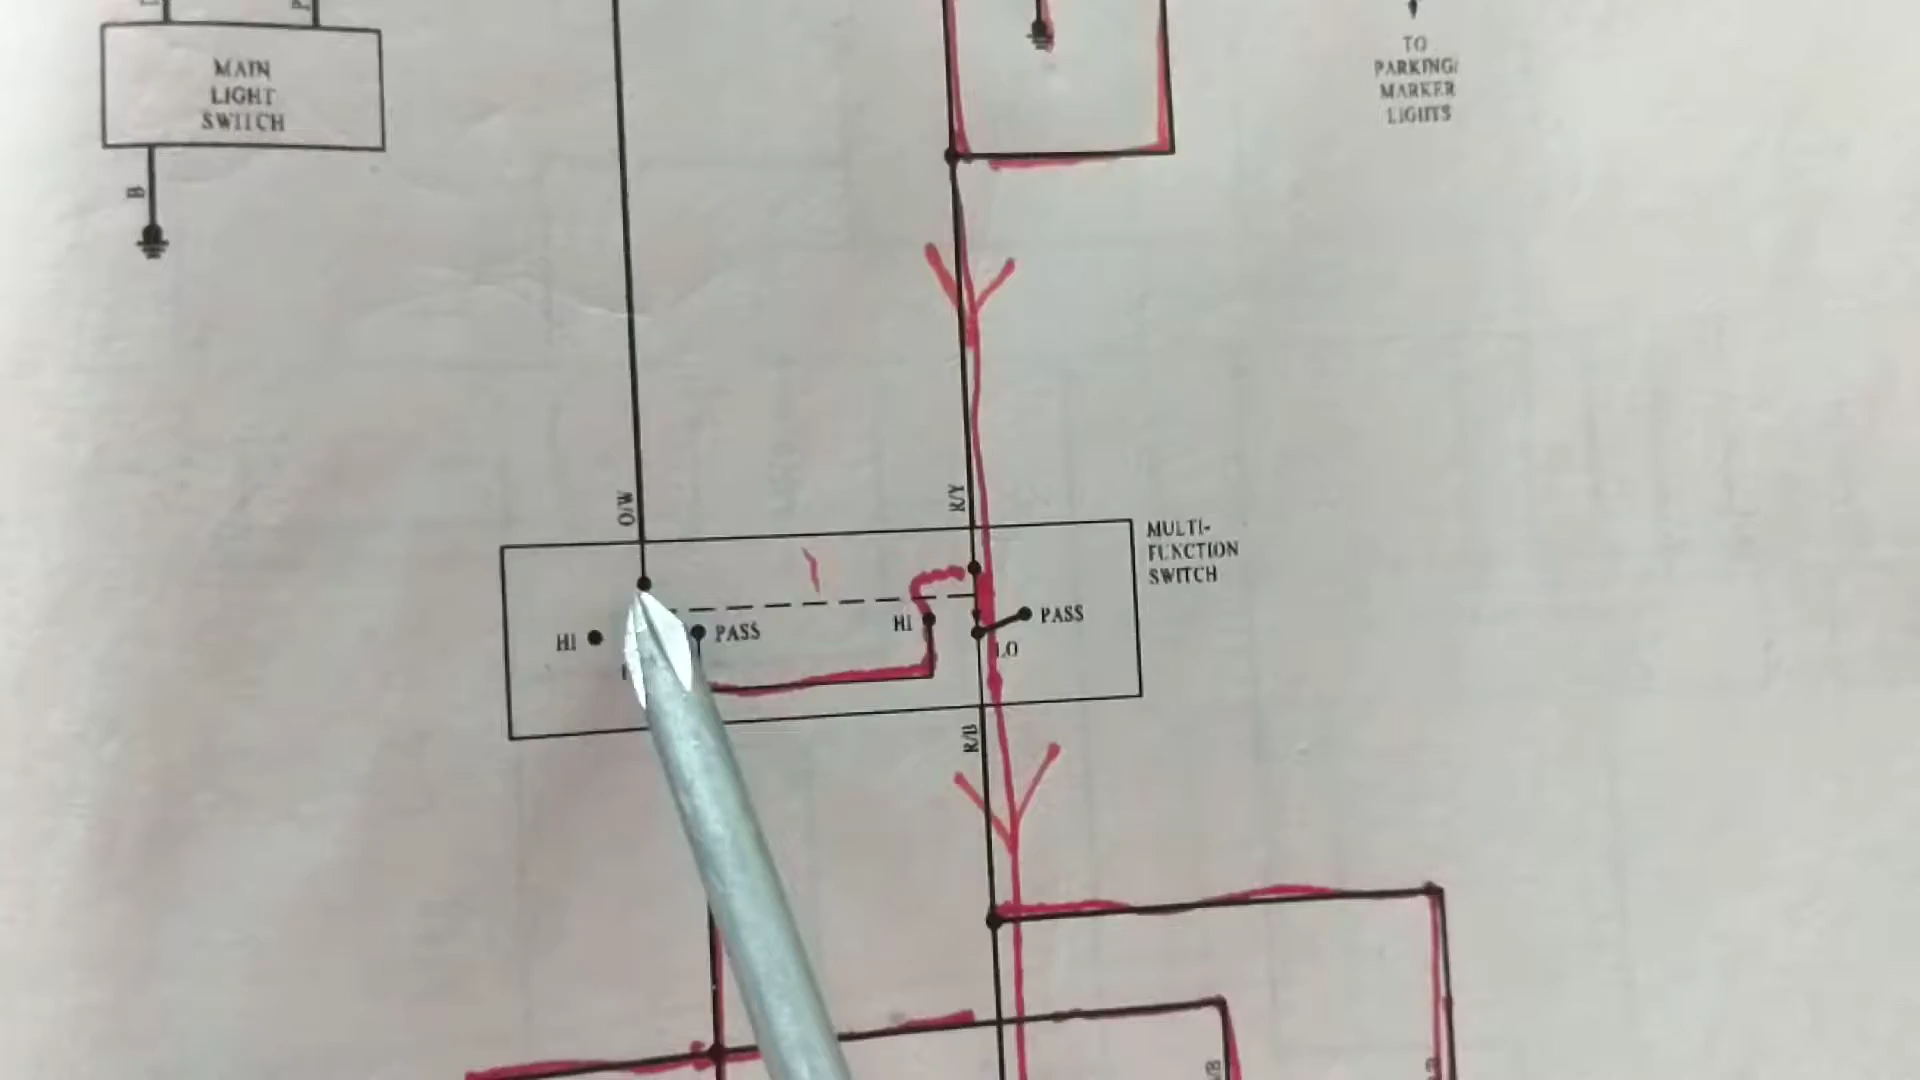 MAIN
LIGHT
SWITCH
B
TO
PARKING/
MARKER
LIGHTS
O/W
R/Y
MULTI-
FUNCTION
SWITCH
HI
PASS
HI
PASS
LO
R/B